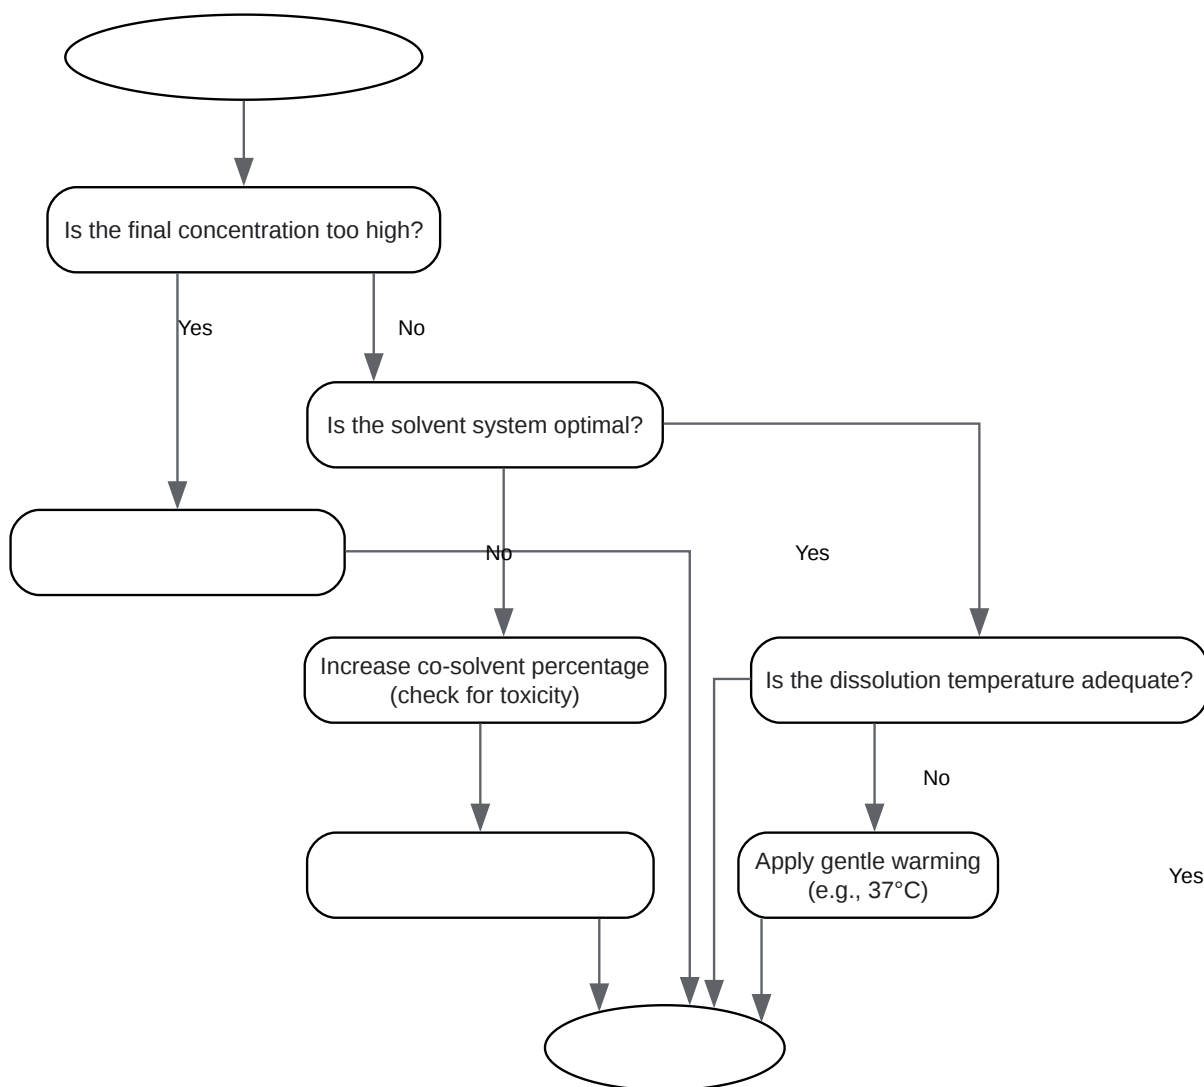 Is the final concentration too high?
Yes
No
Is the solvent system optimal?
No
Yes
Increase co-solvent percentage
(check for toxicity)
Is the dissolution temperature adequate?
No
Apply gentle warming
(e.g., 37°C)
Yes